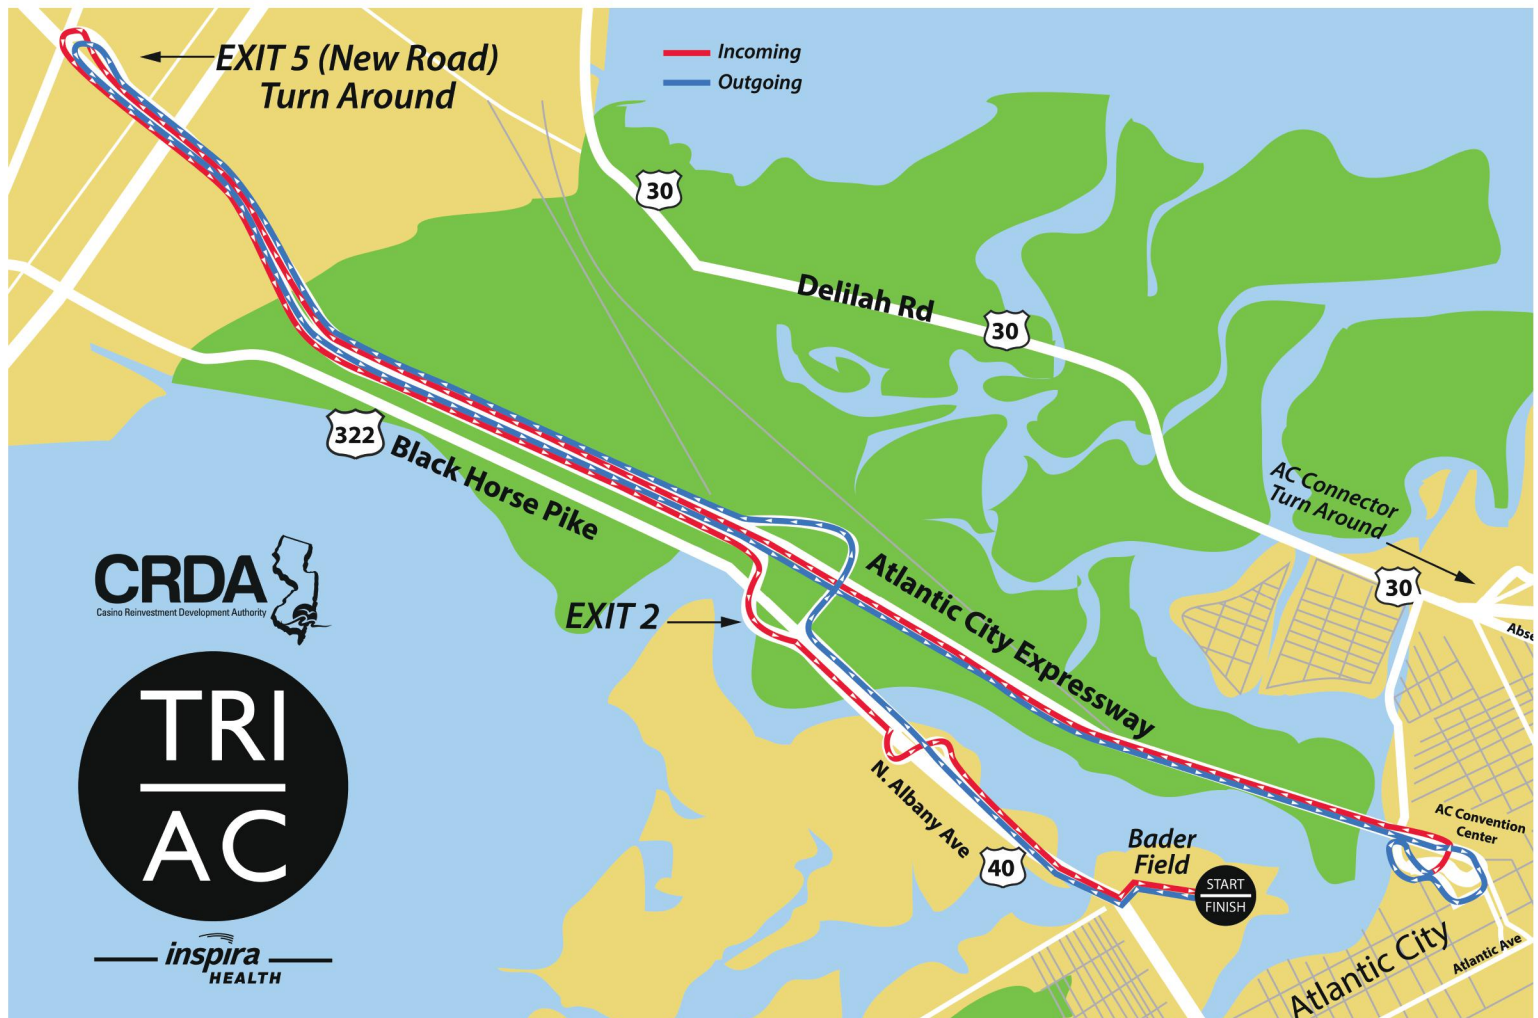 EXIT 5 (New Road)
Turn Around
Incoming
Outgoing
30
Delilah Rd
30
322
Black Horse Pike
AC Connector
Turn Around
30
CRDA
Casino Reinvestment Development Authority
EXIT 2
Atlantic City Expressway
TRI
AC
N. Albany Ave
40
Bader
Field
START
FINISH
AC Convention
Center
Atlantic City
Atlantic Ave
inspira
HEALTH
Abse